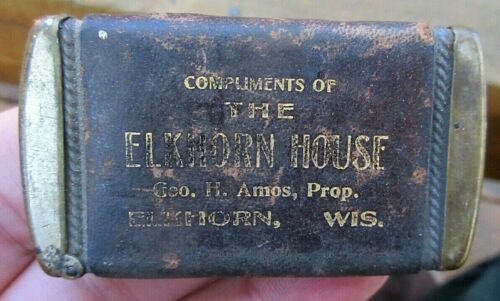 COMPLIMENTS OF
THE
ELKHORN HOUSE
Geo. H. Amos, Prop.
ELKHORN, WIS.